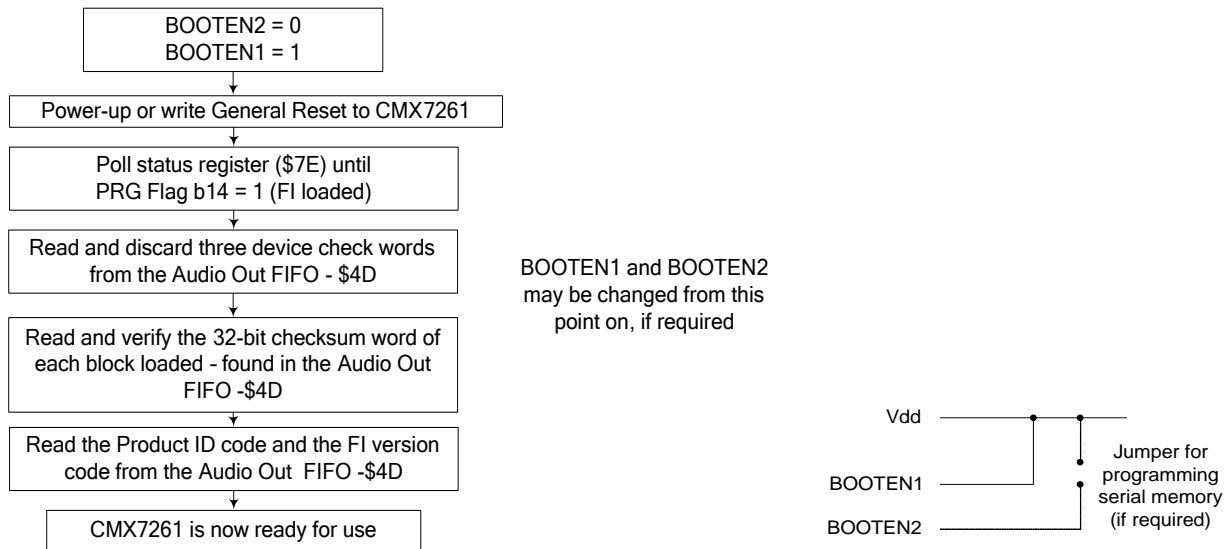 BOOTEN2 = 0
BOOTEN1 = 1
Power-up or write General Reset to CMX7261
Poll status register ($7E) until
PRG Flag b14 = 1 (FI loaded)
Read and discard three device check words
from the Audio Out FIFO - $4D
BOOTEN1 and BOOTEN2
may be changed from this
point on, if required
Read and verify the 32-bit checksum word of
each block loaded - found in the Audio Out
FIFO -$4D
Read the Product ID code and the FI version
code from the Audio Out FIFO -$4D
CMX7261 is now ready for use
Vdd
BOOTEN1
BOOTEN2
Jumper for
programming
serial memory
(if required)